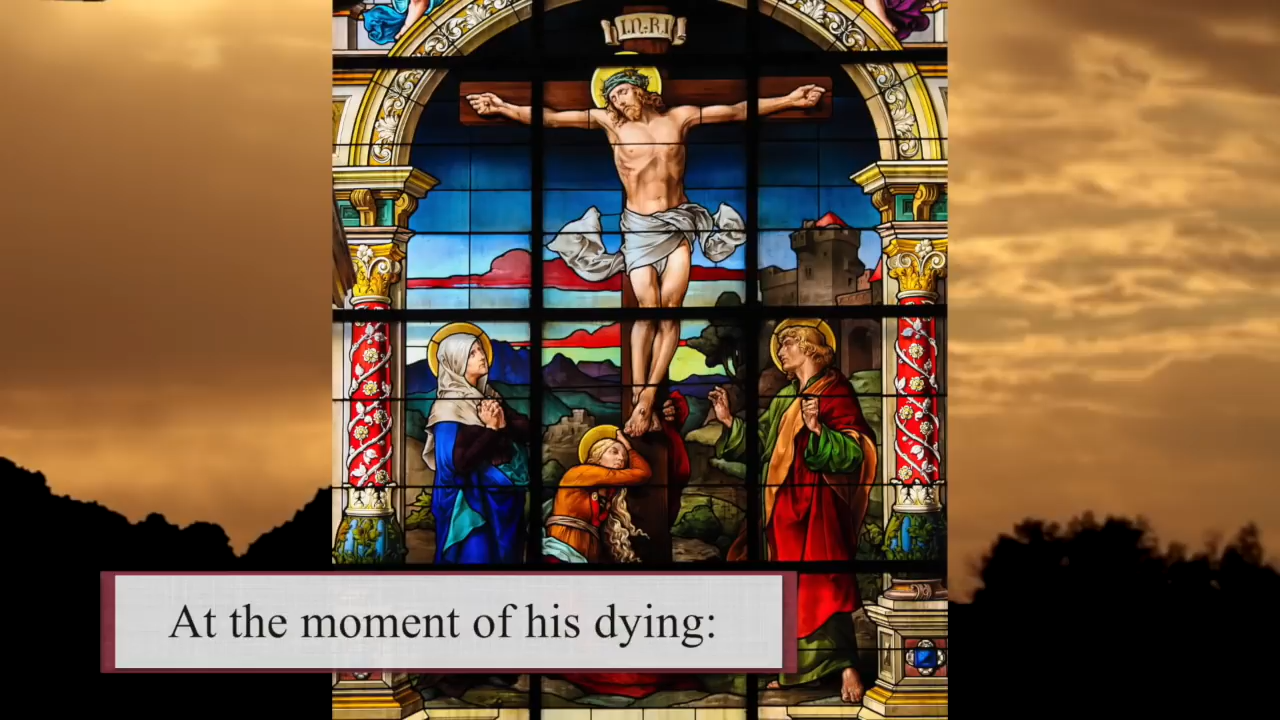 I.N.R.I
At the moment of his dying: